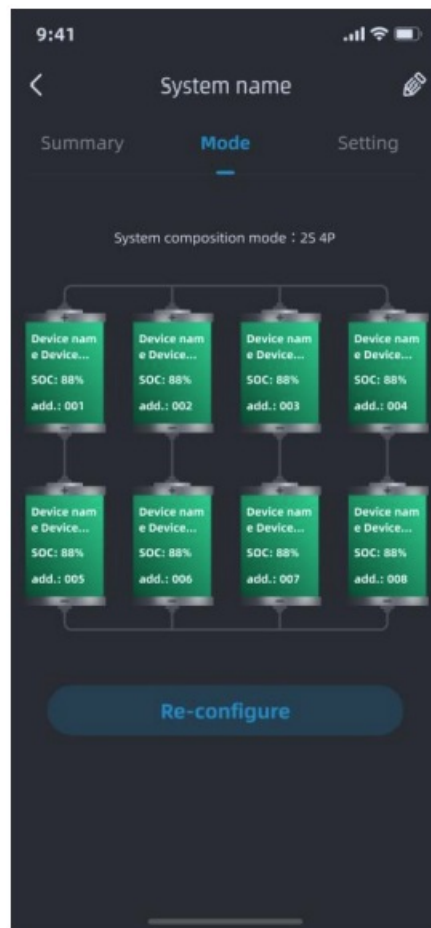 9:41
System name
Summary Mode Setting
System composition mode：2S 4P
Device nam Device nam Device nam Device nam
e Device... e Device... e Device... e Device...
SOC: 88% SOC: 88% SOC: 88% SOC: 88%
add.: 001 add.: 002 add.: 003 add.: 004
Device nam Device nam Device nam Device nam
e Device... e Device... e Device... e Device...
SOC: 88% SOC: 88% SOC: 88% SOC: 88%
add.: 005 add.: 006 add.: 007 add.: 008
Re-configure